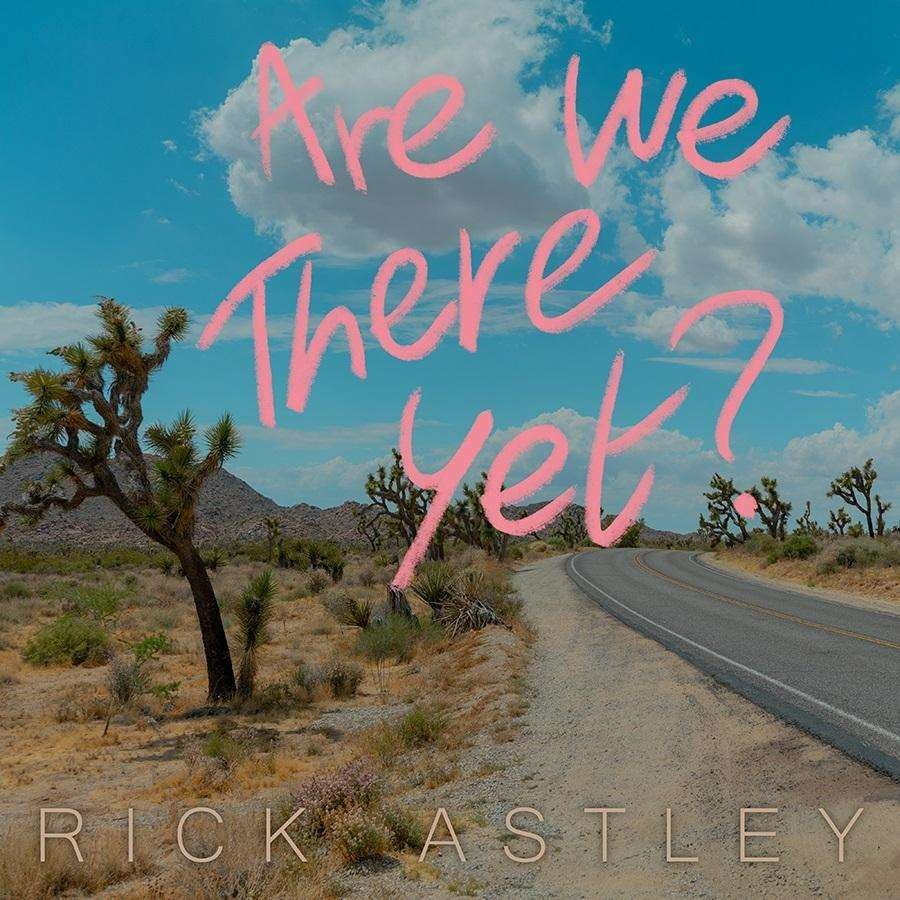 Are we
There
yet?
RICK ASTLEY